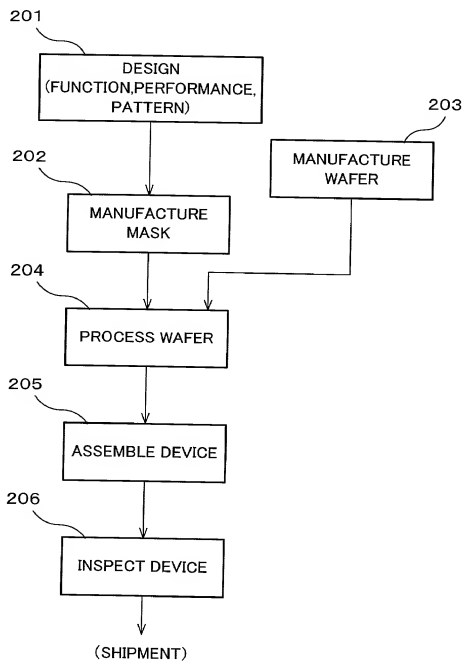 201
DESIGN
(FUNCTION,PERFORMANCE,
PATTERN)
203
MANUFACTURE
WAFER
202
MANUFACTURE
MASK
204
PROCESS WAFER
205
ASSEMBLE DEVICE
206
INSPECT DEVICE
(SHIPMENT)